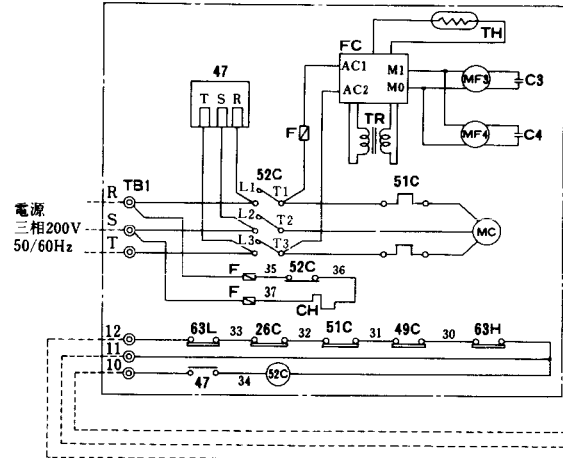 TH
FC
47
AC1
M1
MF3
C3
AC2
M0
T S R
F
TR
MF4
C4
52C
51C
R
TB1
L1
T1
電源
三相200V
50/60Hz
S
L2
T2
MC
T
L3
T3
F
35
52C
36
F
37
CH
12
63L
33
26C
32
51C
31
49C
30
63H
11
10
47
34
52C